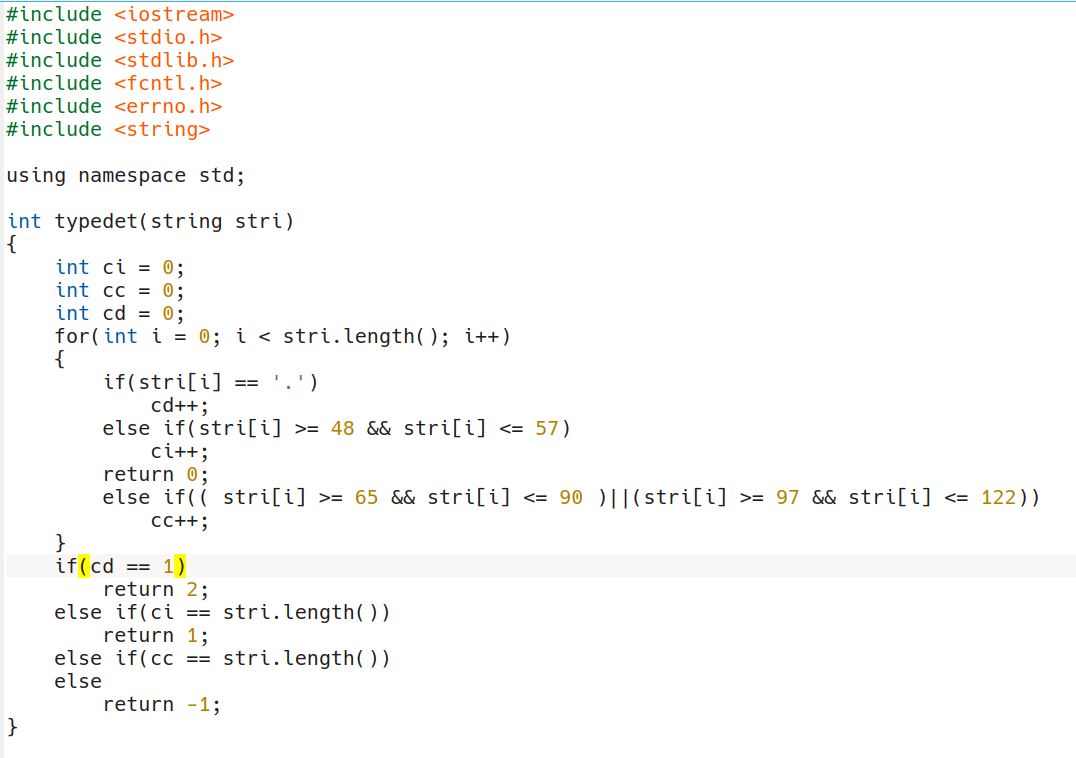 #include <iostream>
#include <stdio.h>
#include <stdlib.h>
#include <fcntl.h>
#include <errno.h>
#include <string>

using namespace std;

int typedet(string stri)
{
    int ci = 0;
    int cc = 0;
    int cd = 0;
    for(int i = 0; i < stri.length(); i++)
    {
        if(stri[i] == '.')
            cd++;
        else if(stri[i] >= 48 && stri[i] <= 57)
            ci++;
        return 0;
        else if(( stri[i] >= 65 && stri[i] <= 90 )||(stri[i] >= 97 && stri[i] <= 122))
            cc++;
    }
    if(cd == 1)
        return 2;
    else if(ci == stri.length())
        return 1;
    else if(cc == stri.length())
    else
        return -1;
}